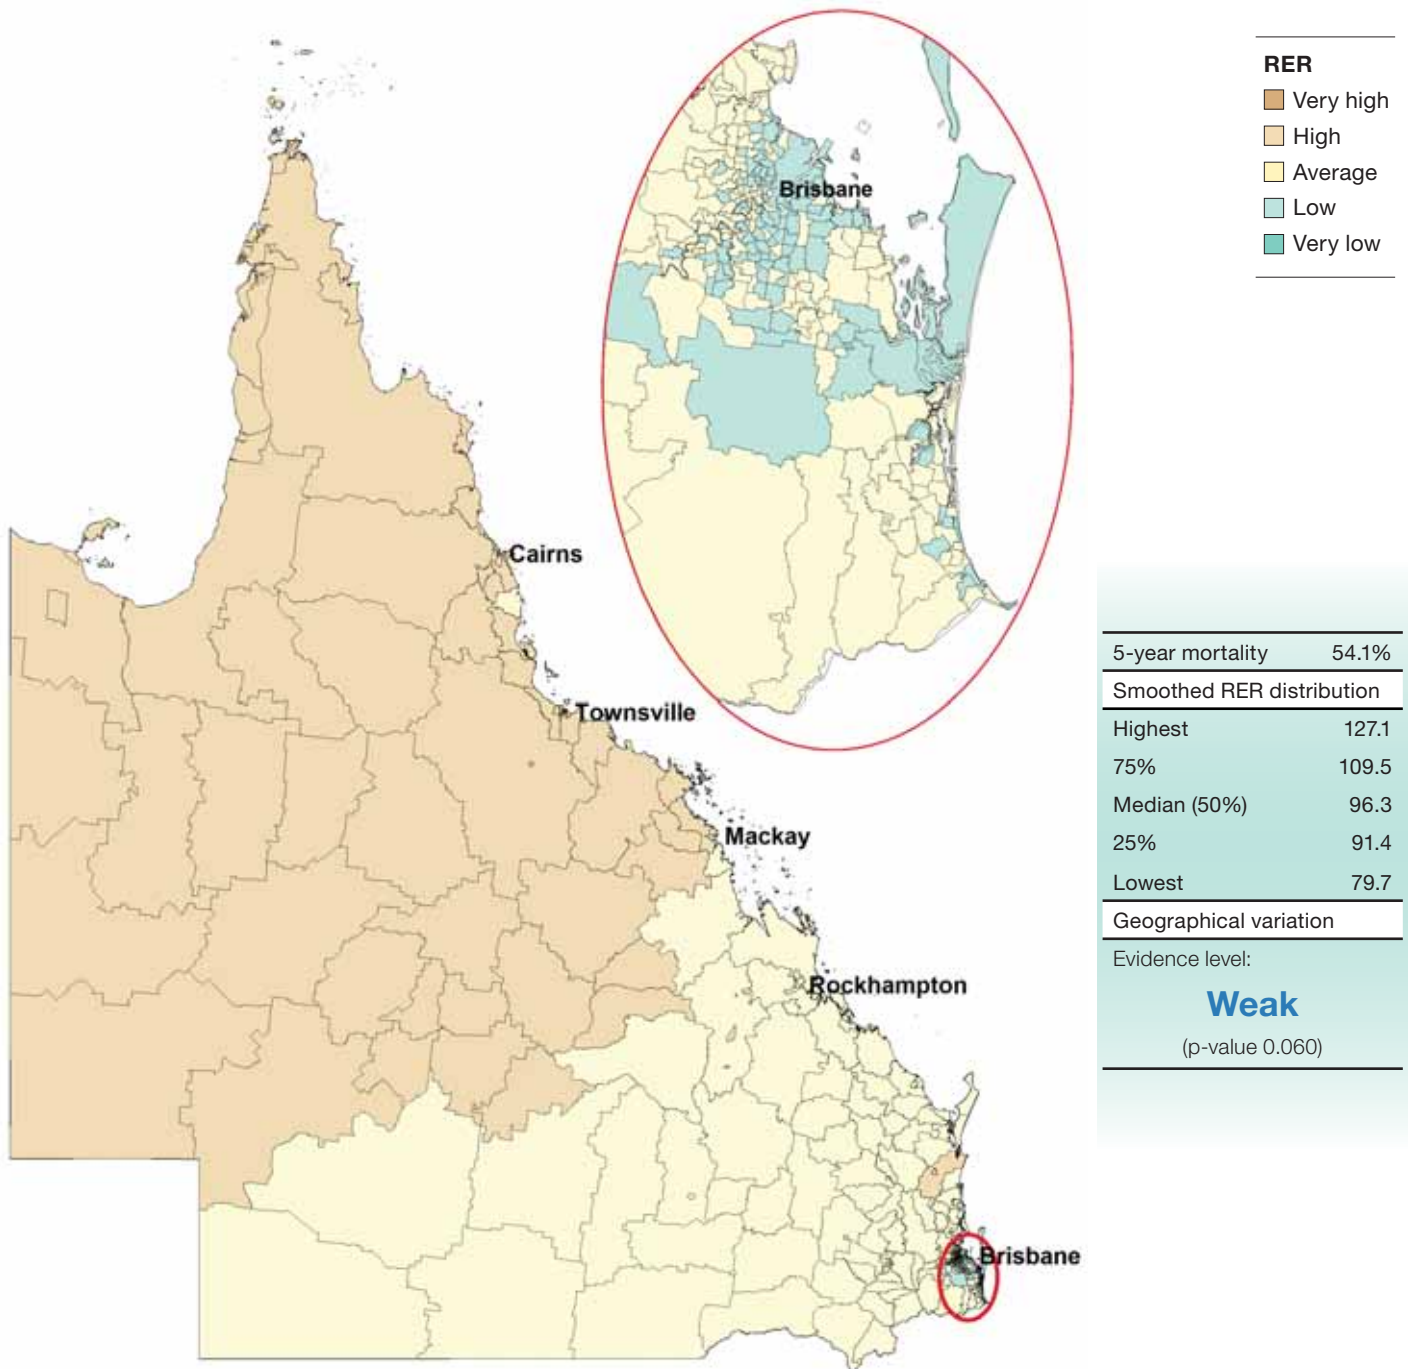 Brisbane
RER
Very high
High
Average
Low
Very low
Cairns
Townsville
Mackay
Rockhampton
Brisbane
5-year mortality 54.1%
Smoothed RER distribution
Highest 127.1
75% 109.5
Median (50%) 96.3
25% 91.4
Lowest 79.7
Geographical variation
Evidence level:
Weak
(p-value 0.060)